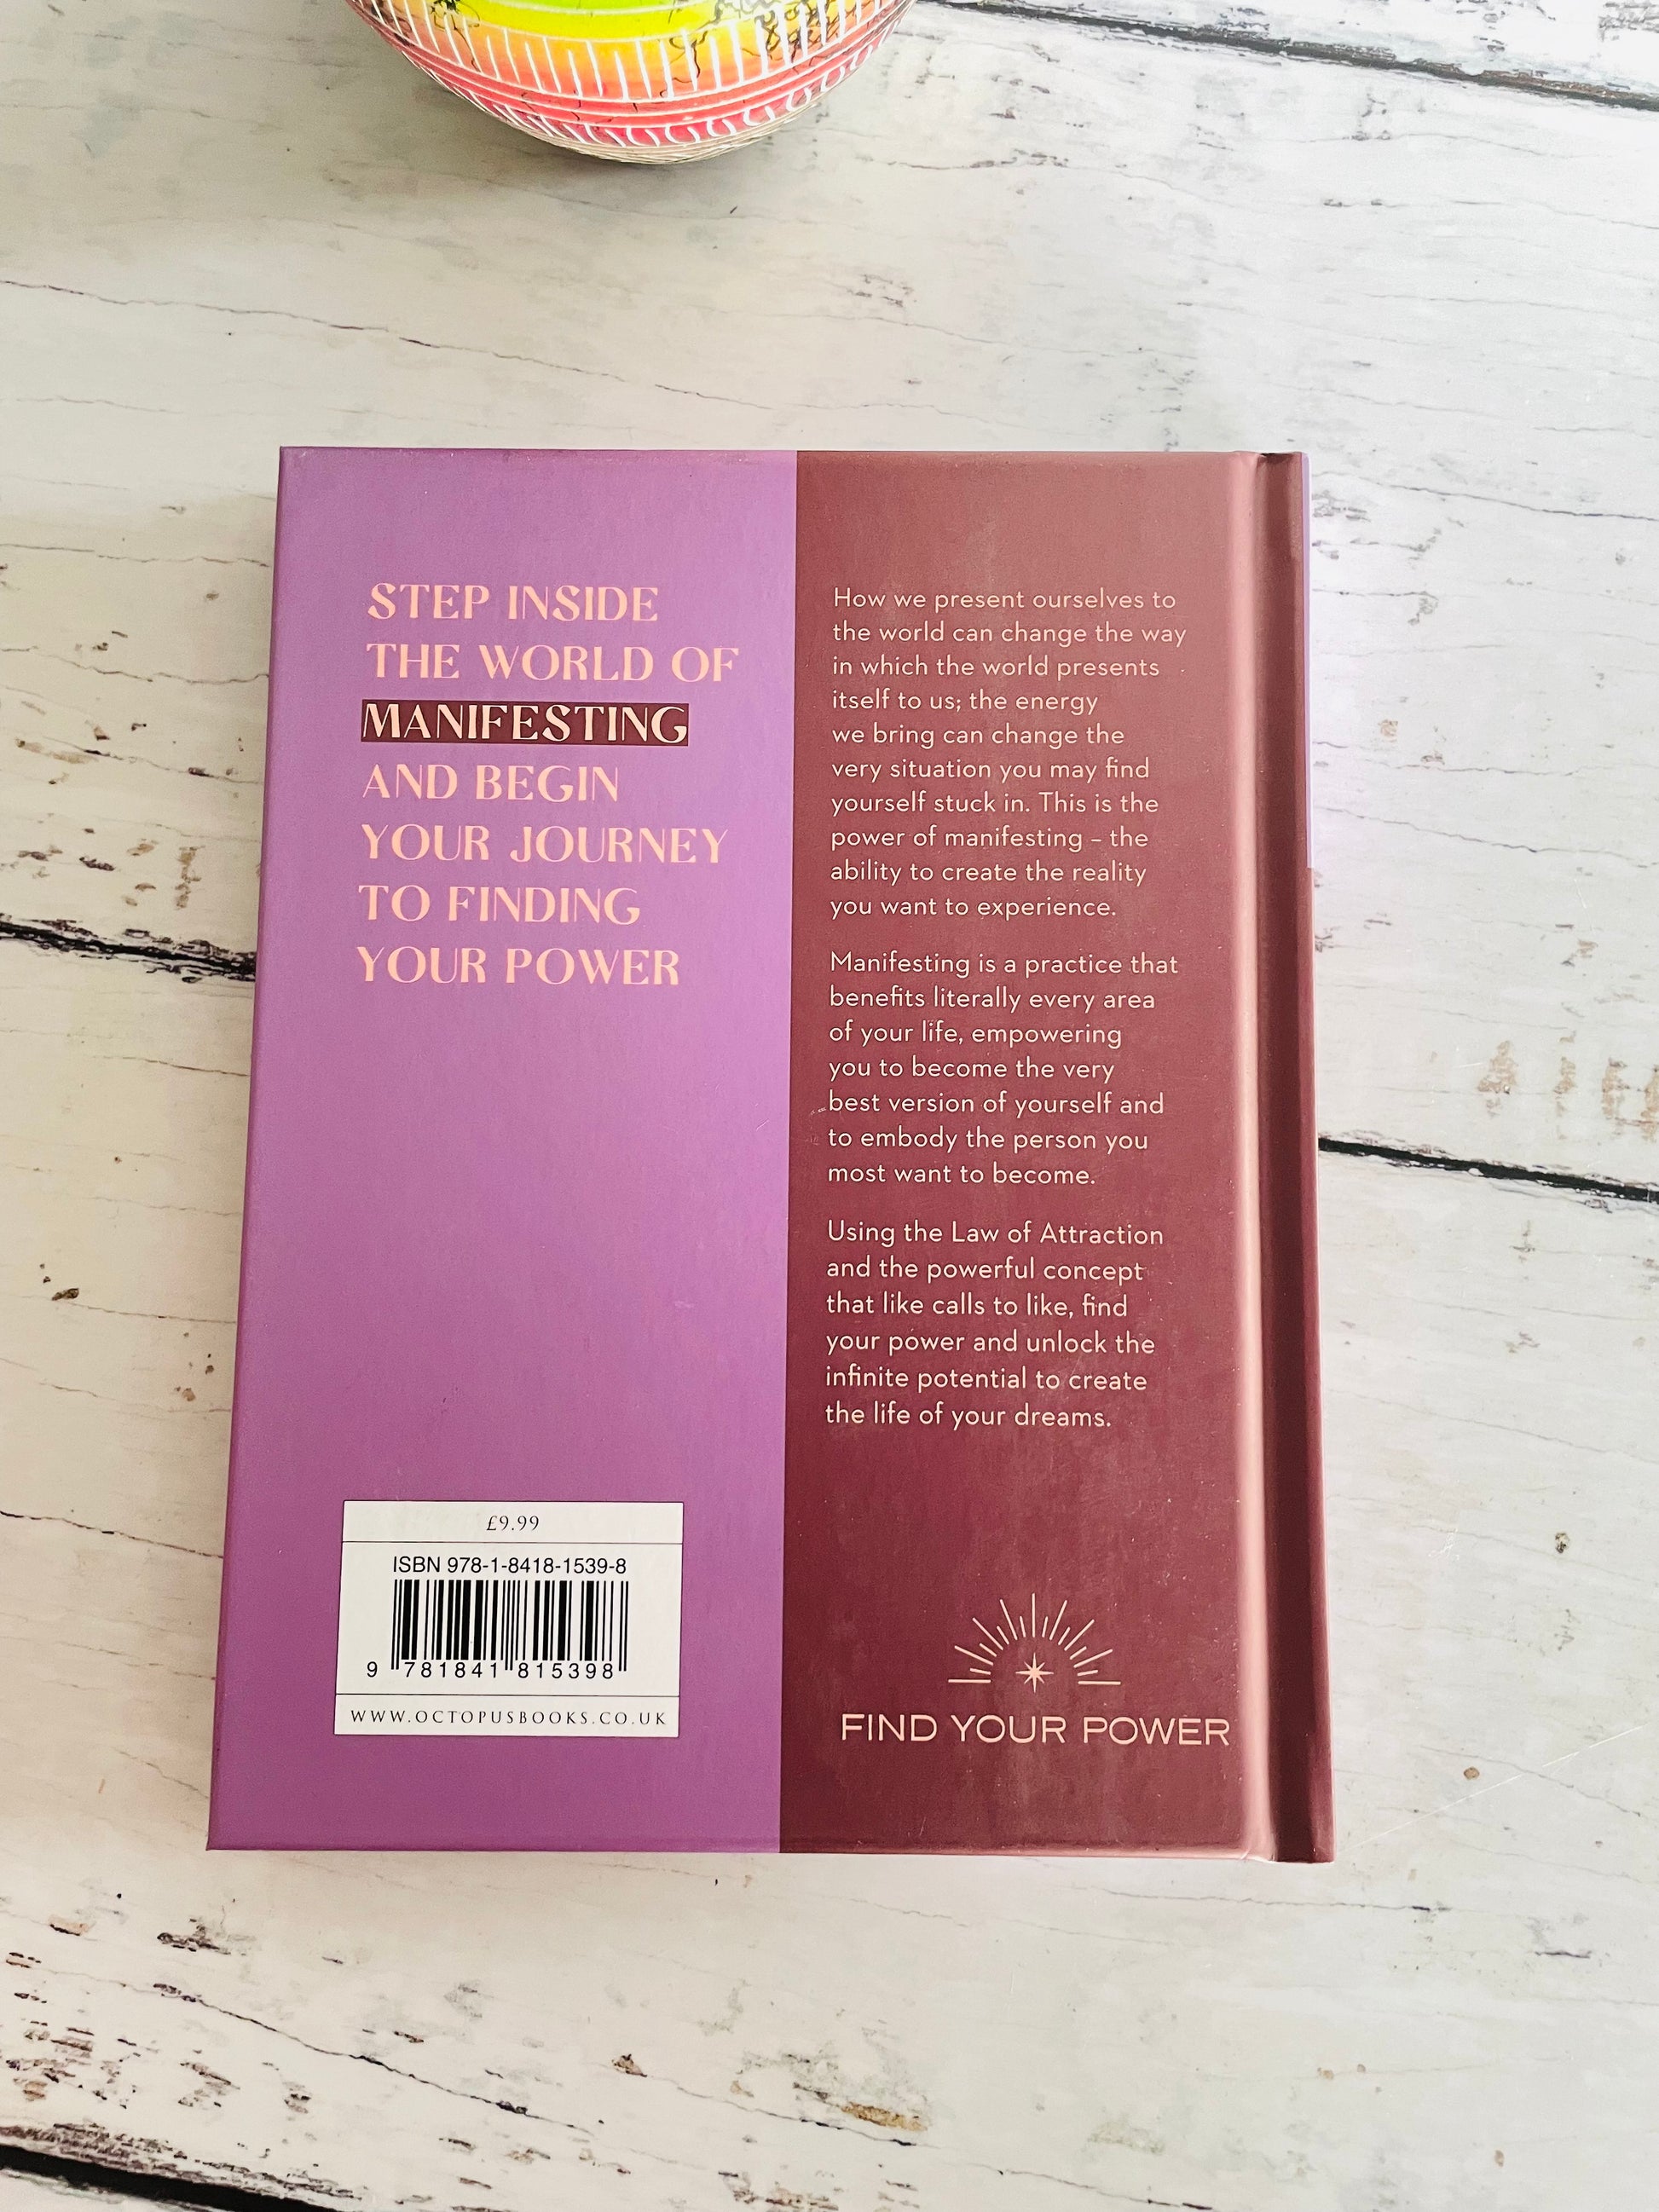 STEP INSIDE
THE WORLD OF
MANIFESTING
AND BEGIN
YOUR JOURNEY
TO FINDING
YOUR POWER
How we present ourselves to
the world can change the way
in which the world presents
itself to us; the energy
we bring can change the
very situation you may find
yourself stuck in. This is the
power of manifesting – the
ability to create the reality
you want to experience.
Manifesting is a practice that
benefits literally every area
of your life, empowering
you to become the very
best version of yourself and
to embody the person you
most want to become.
Using the Law of Attraction
and the powerful concept
that like calls to like, find
your power and unlock the
infinite potential to create
the life of your dreams.
£9.99
ISBN 978-1-8418-1539-8
9 781841 815398
WWW.OCTOPUSBOOKS.CO.UK
FIND YOUR POWER